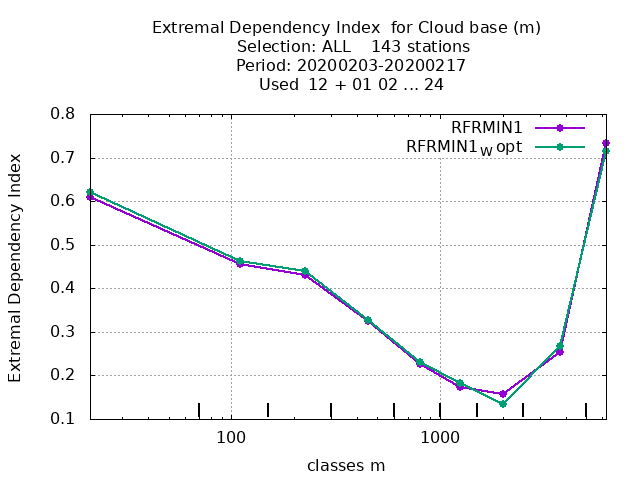 Extremal Dependency Index  for Cloud base (m)
Selection: ALL    143 stations
Period: 20200203-20200217
Used  12 + 01 02 ... 24
RFRMIN1
RFRMIN1W opt
Extremal Dependency Index
0.8
0.7
0.6
0.5
0.4
0.3
0.2
0.1
100 1000
classes m